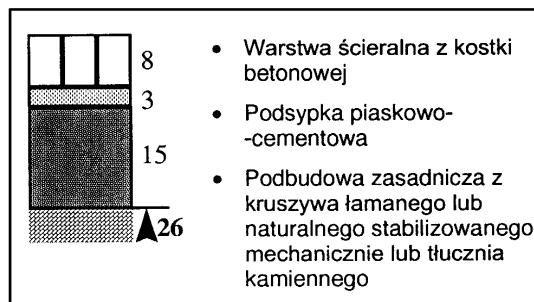 8
3
15
26
• Warstwa ścieralna z kostki
betonowej
• Podsypka piaskowo-
-cementowa
• Podbudowa zasadnicza z
kruszywa łamanego lub
naturalnego stabilizowanego
mechanicznie lub tłucznia
kamiennego